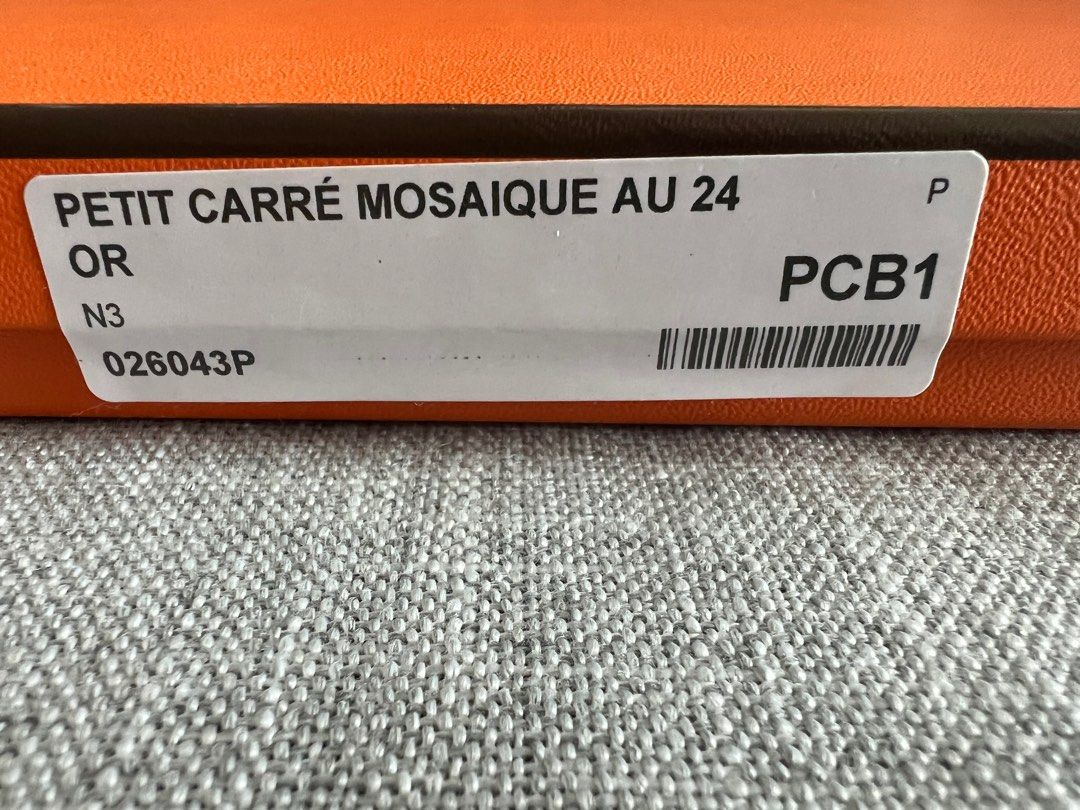 PETIT CARRÉ MOSAIQUE AU 24 P
OR
PCB1
N3
026043P